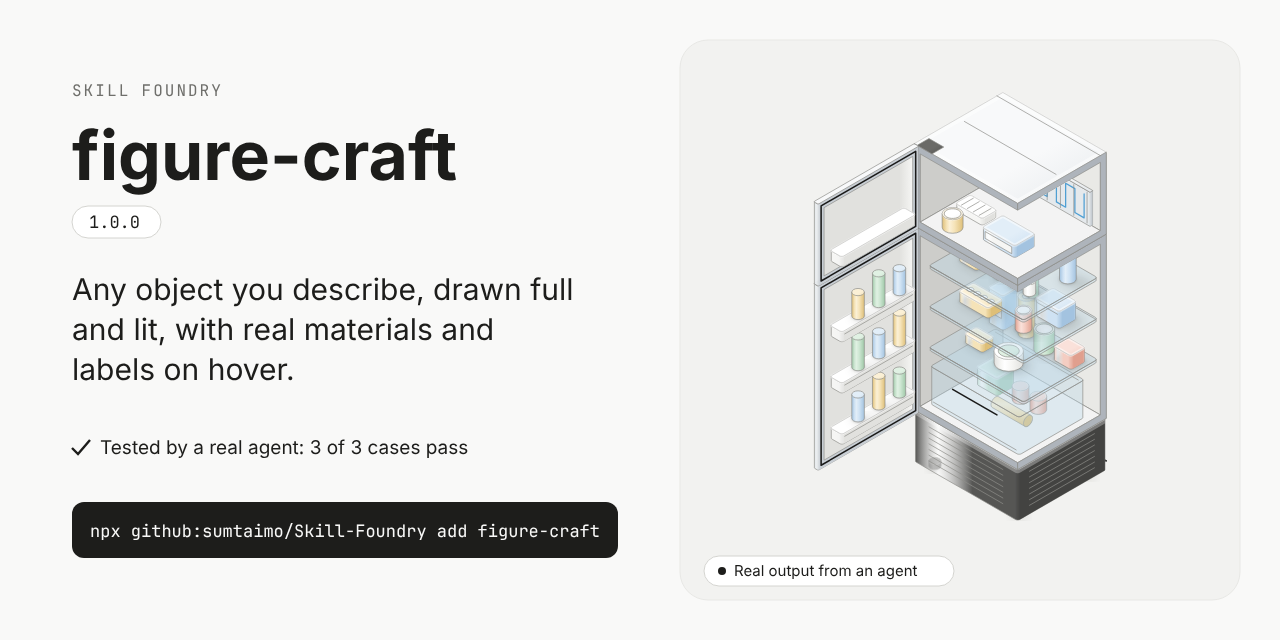 SKILL FOUNDRY
figure-craft
1.0.0
Any object you describe, drawn full
and lit, with real materials and
labels on hover.
Tested by a real agent: 3 of 3 cases pass
npx github:sumtaimo/Skill-Foundry add figure-craft
Real output from an agent